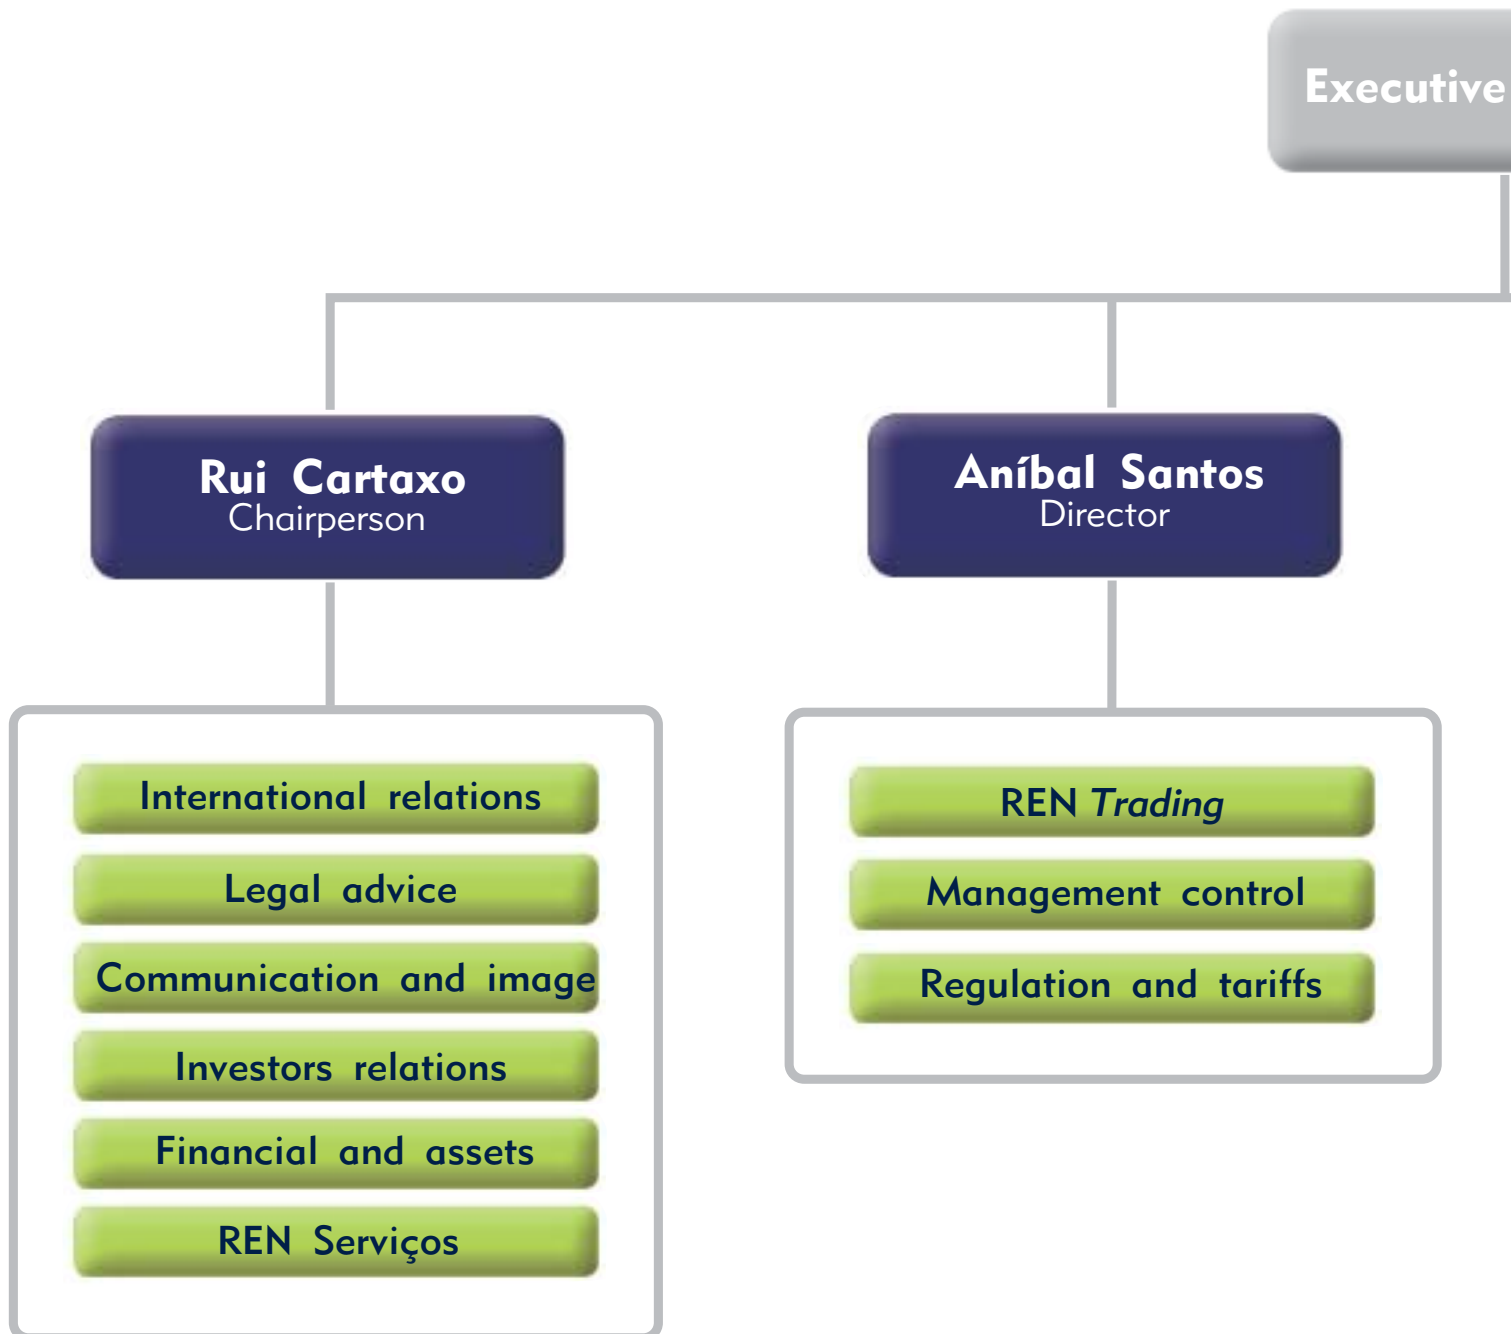 Executive
Rui Cartaxo
Chairperson
International relations
Legal advice
Communication and image
Investors relations
Financial and assets
REN Serviços
Aníbal Santos
Director
REN Trading
Management control
Regulation and tariffs